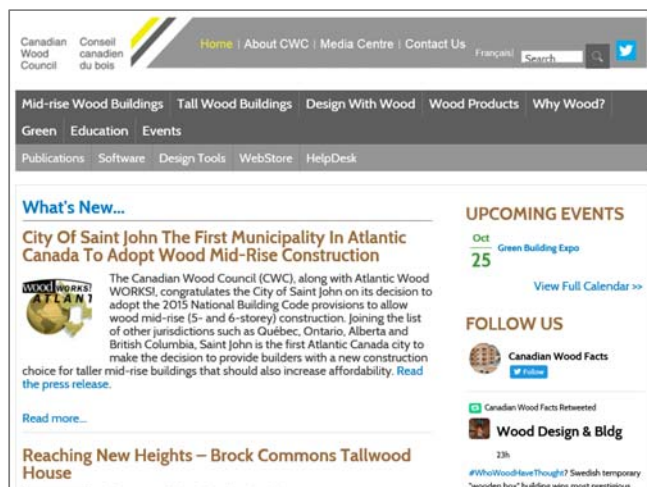 Canadian Wood Council
Conseil canadien du bois
Home | About CWC | Media Centre | Contact Us
Français|
Search
Mid-rise Wood Buildings | Tall Wood Buildings | Design With Wood | Wood Products | Why Wood?
Green | Education | Events
Publications | Software | Design Tools | WebStore | HelpDesk
What's New...
City Of Saint John The First Municipality In Atlantic
Canada To Adopt Wood Mid-Rise Construction
wood WORKS!
ATLANT
The Canadian Wood Council (CWC), along with Atlantic Wood
WORKS!, congratulates the City of Saint John on its decision to
adopt the 2015 National Building Code provisions to allow
wood mid-rise (5- and 6-storey) construction. Joining the list
of other jurisdictions such as Québec, Ontario, Alberta and
British Columbia, Saint John is the first Atlantic Canada city to
make the decision to provide builders with a new construction
choice for taller mid-rise buildings that should also increase affordability. Read
the press release.
Read more...
Reaching New Heights – Brock Commons Tallwood
House
UPCOMING EVENTS
Oct
25
Green Building Expo
View Full Calendar >>
FOLLOW US
Canadian Wood Facts
Follow
Canadian Wood Facts Retweeted
Wood Design & Bldg
23h
#WhoWoodHaveThought? Swedish temporary
"wooden box" building wins most prestigious